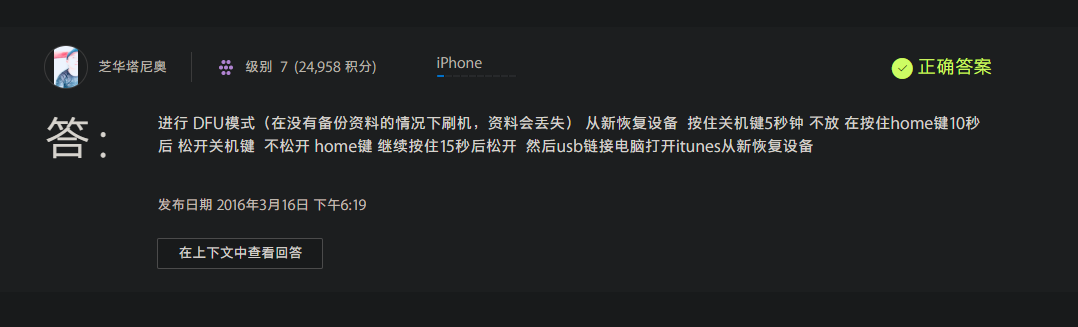 芝华塔尼奥 级别 7 (24,958 积分) iPhone 正确答案
答： 进行 DFU模式（在没有备份资料的情况下刷机，资料会丢失） 从新恢复设备 按住关机键5秒钟 不放 在按住home键10秒
后 松开关机键 不松开 home键 继续按住15秒后松开 然后usb链接电脑打开itunes从新恢复设备
发布日期 2016年3月16日 下午6:19
在上下文中查看回答